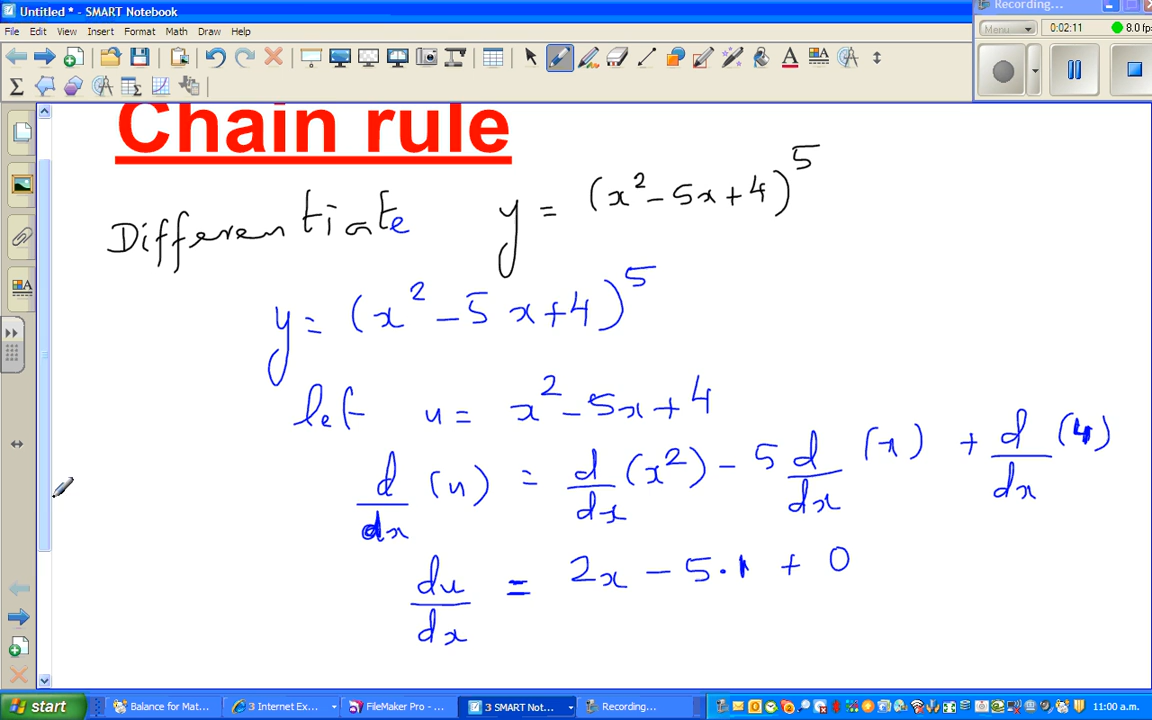 Untitled * - SMART Notebook
Recording...
File Edit View Insert Format Math Draw Help
Menu
0:02:11
8.0 fp
Chain rule
Differentiate y = (x² - 5x + 4)⁵
y = (x² - 5x + 4)⁵
let u = x² - 5x + 4
d/dx (u) = d/dx (x²) - 5 d/dx (x) + d/dx (4)
du/dx = 2x - 5·1 + 0
start
Balance for Mat...
3 Internet Ex...
FileMaker Pro - ...
3 SMART Not...
Recording...
11:00 a.m.